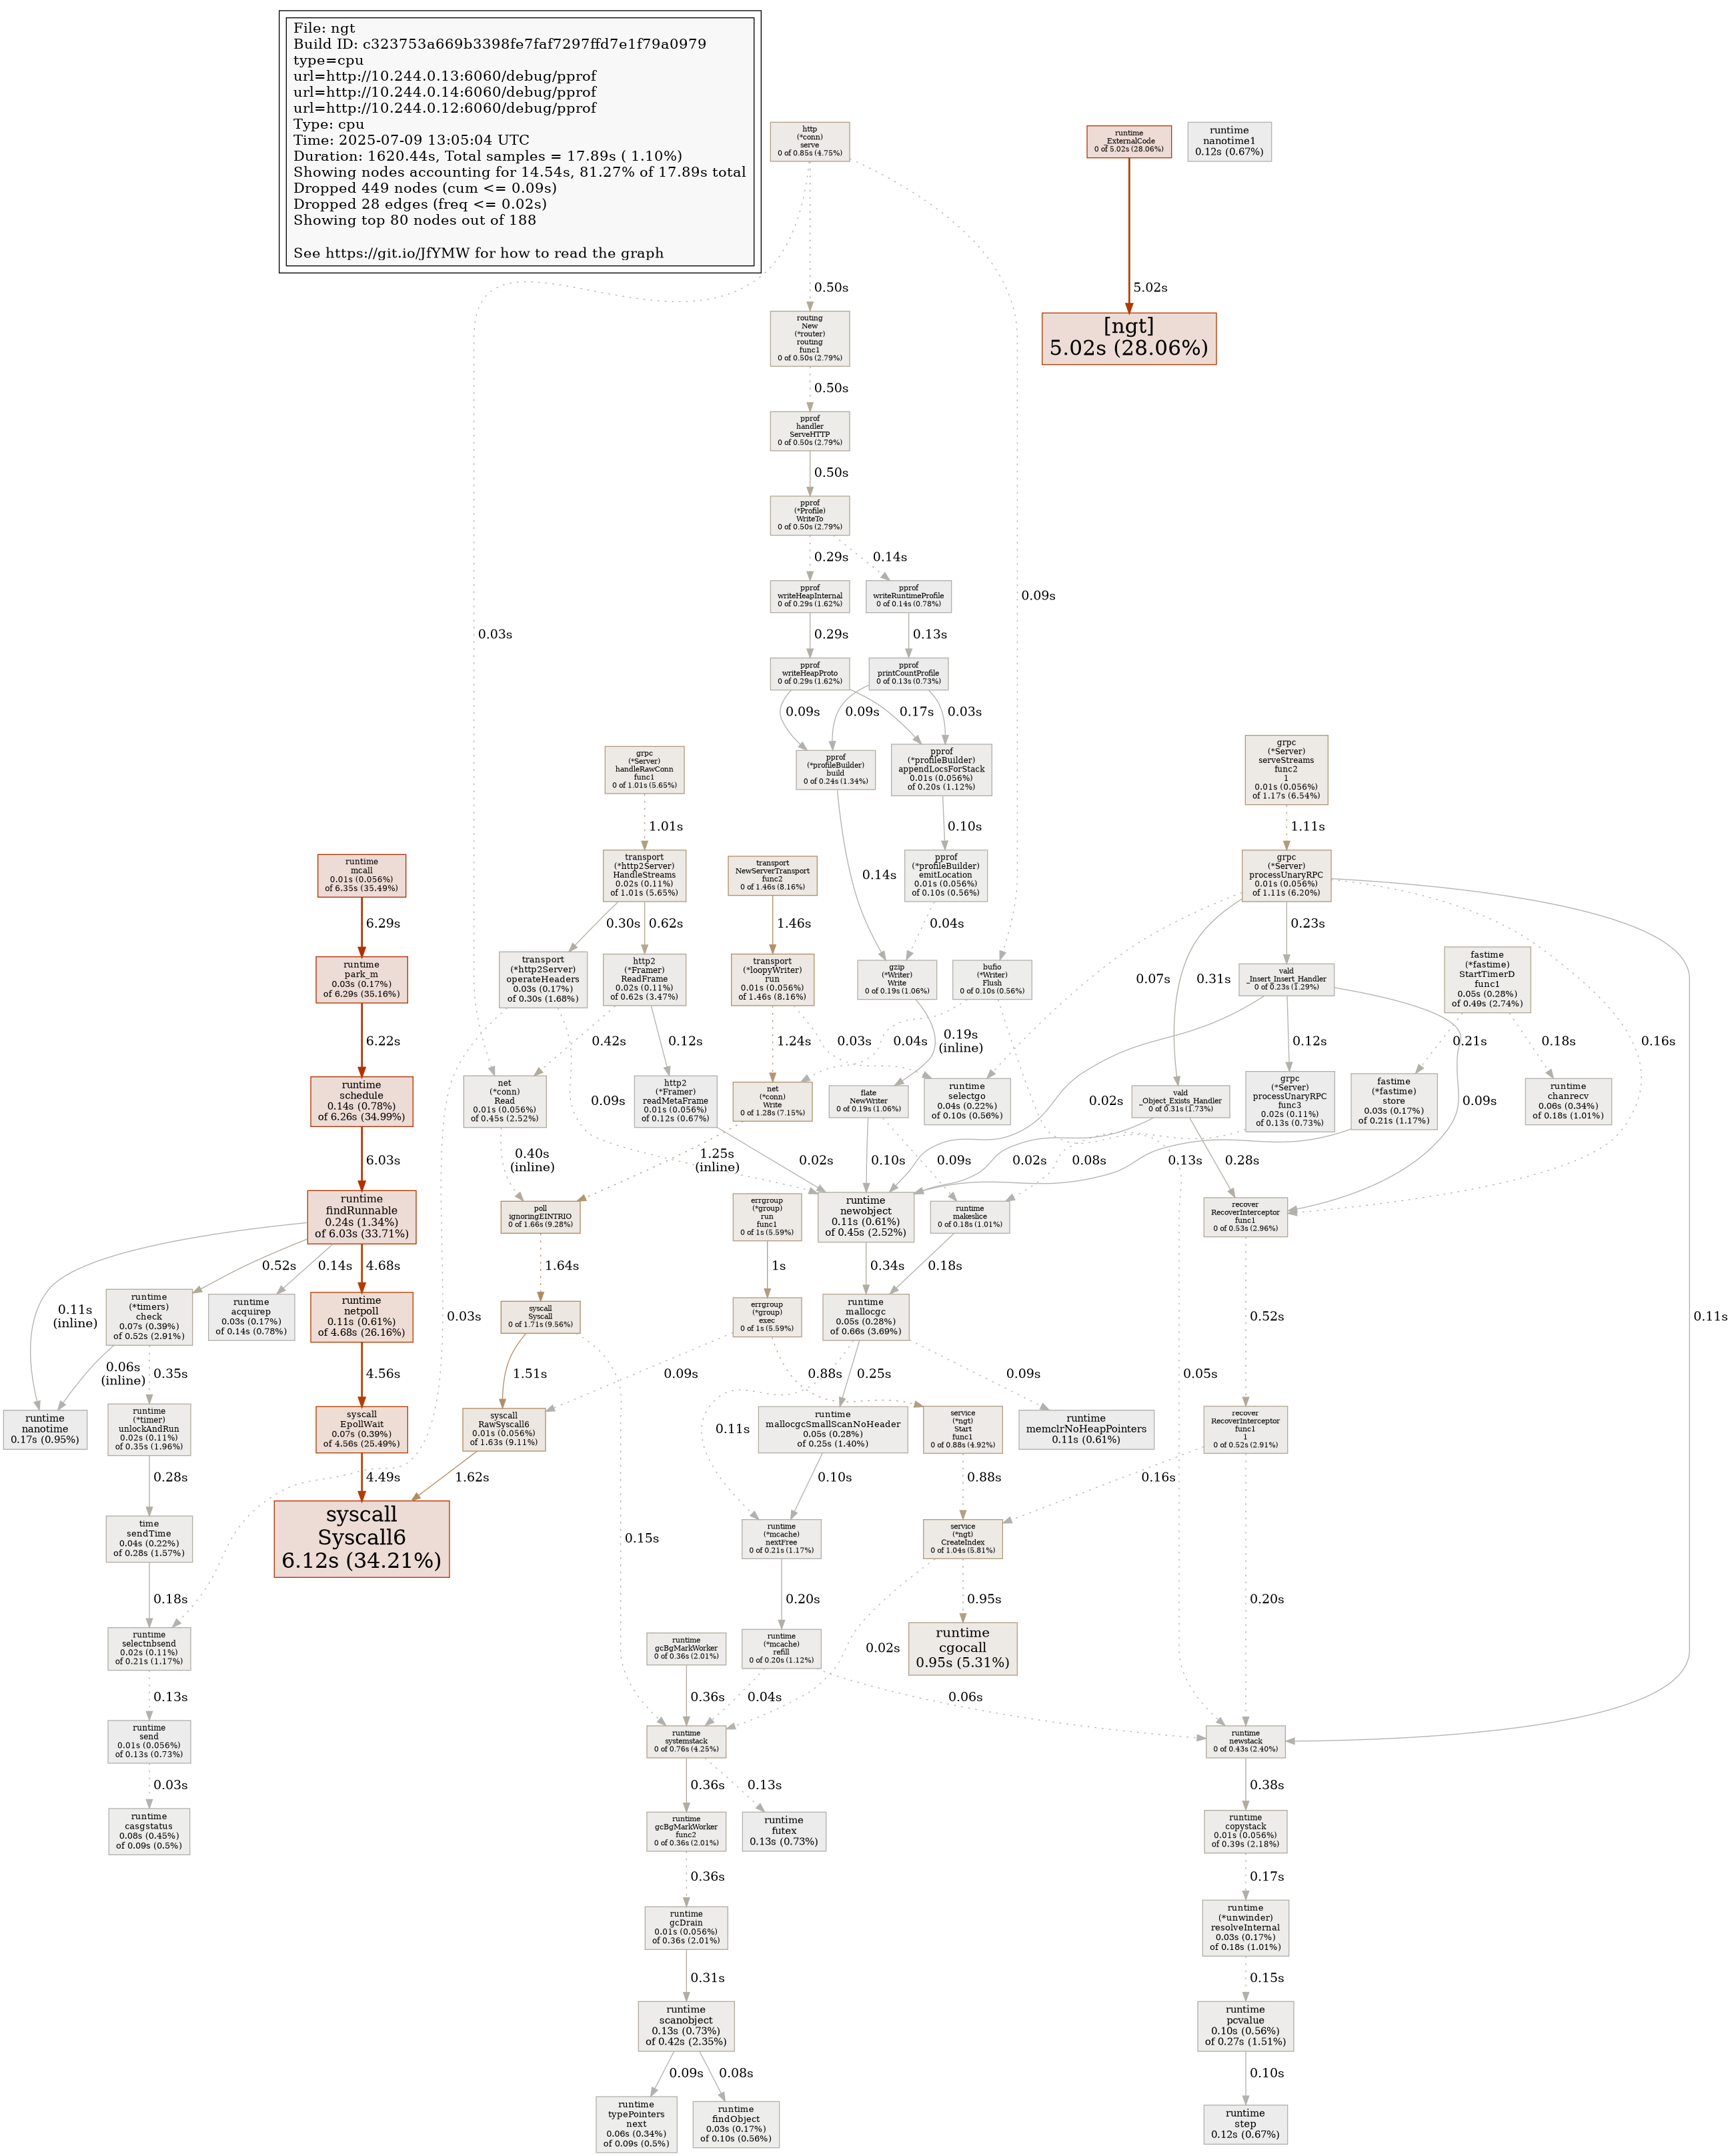 File: ngt
Build ID: c323753a669b3398fe7faf7297ffd7e1f79a0979
type=cpu
url=http://10.244.0.13:6060/debug/pprof
url=http://10.244.0.14:6060/debug/pprof
url=http://10.244.0.12:6060/debug/pprof
Type: cpu
Time: 2025-07-09 13:05:04 UTC
Duration: 1620.44s, Total samples = 17.89s ( 1.10%)
Showing nodes accounting for 14.54s, 81.27% of 17.89s total
Dropped 449 nodes (cum <= 0.09s)
Dropped 28 edges (freq <= 0.02s)
Showing top 80 nodes out of 188
See https://git.io/JfYMW for how to read the graph
http
(*conn)
serve
0 of 0.85s (4.75%)
runtime
_ExternalCode
0 of 5.02s (28.06%)
runtime
nanotime1
0.12s (0.67%)
0.50s
5.02s
routing
New
(*router)
routing
func1
0 of 0.50s (2.79%)
[ngt]
5.02s (28.06%)
0.50s
pprof
handler
ServeHTTP
0 of 0.50s (2.79%)
0.50s
pprof
(*Profile)
WriteTo
0 of 0.50s (2.79%)
0.29s
0.14s
pprof
writeHeapInternal
0 of 0.29s (1.62%)
pprof
writeRuntimeProfile
0 of 0.14s (0.78%)
0.03s
0.09s
0.29s
0.13s
pprof
writeHeapProto
0 of 0.29s (1.62%)
pprof
printCountProfile
0 of 0.13s (0.73%)
0.09s
0.09s
0.17s
0.03s
grpc
(*Server)
handleRawConn
func1
0 of 1.01s (5.65%)
pprof
(*profileBuilder)
build
0 of 0.24s (1.34%)
pprof
(*profileBuilder)
appendLocsForStack
0.01s (0.056%)
of 0.20s (1.12%)
grpc
(*Server)
serveStreams
func2
1
0.01s (0.056%)
of 1.17s (6.54%)
1.01s
0.10s
1.11s
runtime
mcall
0.01s (0.056%)
of 6.35s (35.49%)
transport
(*http2Server)
HandleStreams
0.02s (0.11%)
of 1.01s (5.65%)
transport
NewServerTransport
func2
0 of 1.46s (8.16%)
0.14s
pprof
(*profileBuilder)
emitLocation
0.01s (0.056%)
of 0.10s (0.56%)
grpc
(*Server)
processUnaryRPC
0.01s (0.056%)
of 1.11s (6.20%)
6.29s
0.30s
0.62s
1.46s
0.04s
0.23s
runtime
park_m
0.03s (0.17%)
of 6.29s (35.16%)
transport
(*http2Server)
operateHeaders
0.03s (0.17%)
of 0.30s (1.68%)
http2
(*Framer)
ReadFrame
0.02s (0.11%)
of 0.62s (3.47%)
transport
(*loopyWriter)
run
0.01s (0.056%)
of 1.46s (8.16%)
gzip
(*Writer)
Write
0 of 0.19s (1.06%)
bufio
(*Writer)
Flush
0 of 0.10s (0.56%)
0.07s
0.31s
vald
_Insert_Insert_Handler
0 of 0.23s (1.29%)
fastime
(*fastime)
StartTimerD
func1
0.05s (0.28%)
of 0.49s (2.74%)
6.22s
0.42s
0.12s
1.24s
0.03s
0.04s
0.19s
(inline)
0.12s
0.21s
0.18s
0.16s
runtime
schedule
0.14s (0.78%)
of 6.26s (34.99%)
net
(*conn)
Read
0.01s (0.056%)
of 0.45s (2.52%)
0.09s
http2
(*Framer)
readMetaFrame
0.01s (0.056%)
of 0.12s (0.67%)
net
(*conn)
Write
0 of 1.28s (7.15%)
flate
NewWriter
0 of 0.19s (1.06%)
runtime
selectgo
0.04s (0.22%)
of 0.10s (0.56%)
0.02s
vald
_Object_Exists_Handler
0 of 0.31s (1.73%)
grpc
(*Server)
processUnaryRPC
func3
0.02s (0.11%)
of 0.13s (0.73%)
fastime
(*fastime)
store
0.03s (0.17%)
of 0.21s (1.17%)
0.09s
runtime
chanrecv
0.06s (0.34%)
of 0.18s (1.01%)
6.03s
0.40s
(inline)
1.25s
(inline)
0.02s
0.10s
0.09s
0.02s
0.08s
0.13s
0.28s
runtime
findRunnable
0.24s (1.34%)
of 6.03s (33.71%)
poll
ignoringEINTRIO
0 of 1.66s (9.28%)
errgroup
(*group)
run
func1
0 of 1s (5.59%)
runtime
newobject
0.11s (0.61%)
of 0.45s (2.52%)
runtime
makeslice
0 of 0.18s (1.01%)
recover
RecoverInterceptor
func1
0 of 0.53s (2.96%)
0.52s
0.14s
4.68s
1.64s
1s
0.34s
0.18s
0.11s
(inline)
runtime
(*timers)
check
0.07s (0.39%)
of 0.52s (2.91%)
runtime
acquirep
0.03s (0.17%)
of 0.14s (0.78%)
runtime
netpoll
0.11s (0.61%)
of 4.68s (26.16%)
0.03s
syscall
Syscall
0 of 1.71s (9.56%)
errgroup
(*group)
exec
0 of 1s (5.59%)
runtime
mallocgc
0.05s (0.28%)
of 0.66s (3.69%)
0.52s
0.11s
0.06s
(inline)
0.35s
4.56s
1.51s
0.09s
0.88s
0.25s
0.09s
0.05s
runtime
nanotime
0.17s (0.95%)
runtime
(*timer)
unlockAndRun
0.02s (0.11%)
of 0.35s (1.96%)
syscall
EpollWait
0.07s (0.39%)
of 4.56s (25.49%)
syscall
RawSyscall6
0.01s (0.056%)
of 1.63s (9.11%)
0.11s
runtime
mallocgcSmallScanNoHeader
0.05s (0.28%)
of 0.25s (1.40%)
service
(*ngt)
Start
func1
0 of 0.88s (4.92%)
runtime
memclrNoHeapPointers
0.11s (0.61%)
recover
RecoverInterceptor
func1
1
0 of 0.52s (2.91%)
0.28s
4.49s
1.62s
0.10s
0.88s
0.16s
time
sendTime
0.04s (0.22%)
of 0.28s (1.57%)
syscall
Syscall6
6.12s (34.21%)
0.15s
runtime
(*mcache)
nextFree
0 of 0.21s (1.17%)
service
(*ngt)
CreateIndex
0 of 1.04s (5.81%)
0.18s
0.20s
0.95s
0.20s
runtime
selectnbsend
0.02s (0.11%)
of 0.21s (1.17%)
runtime
gcBgMarkWorker
0 of 0.36s (2.01%)
runtime
(*mcache)
refill
0 of 0.20s (1.12%)
0.02s
runtime
cgocall
0.95s (5.31%)
0.13s
0.36s
0.04s
0.06s
runtime
send
0.01s (0.056%)
of 0.13s (0.73%)
runtime
systemstack
0 of 0.76s (4.25%)
runtime
newstack
0 of 0.43s (2.40%)
0.03s
0.36s
0.13s
0.38s
runtime
casgstatus
0.08s (0.45%)
of 0.09s (0.5%)
runtime
gcBgMarkWorker
func2
0 of 0.36s (2.01%)
runtime
futex
0.13s (0.73%)
runtime
copystack
0.01s (0.056%)
of 0.39s (2.18%)
0.36s
0.17s
runtime
gcDrain
0.01s (0.056%)
of 0.36s (2.01%)
runtime
(*unwinder)
resolveInternal
0.03s (0.17%)
of 0.18s (1.01%)
0.31s
0.15s
runtime
scanobject
0.13s (0.73%)
of 0.42s (2.35%)
runtime
pcvalue
0.10s (0.56%)
of 0.27s (1.51%)
0.09s
0.08s
0.10s
runtime
typePointers
next
0.06s (0.34%)
of 0.09s (0.5%)
runtime
findObject
0.03s (0.17%)
of 0.10s (0.56%)
runtime
step
0.12s (0.67%)